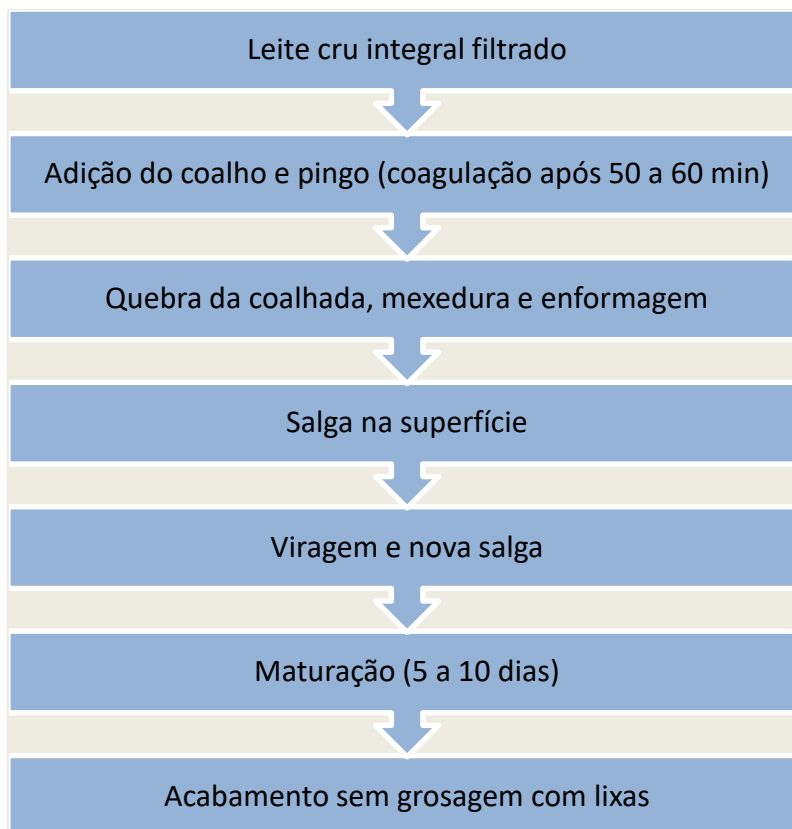 Leite cru integral filtrado
Adição do coalho e pingo (coagulação após 50 a 60 min)
Quebra da coalhada, mexedura e enformagem
Salga na superfície
Viragem e nova salga
Maturação (5 a 10 dias)
Acabamento sem grosagem com lixas